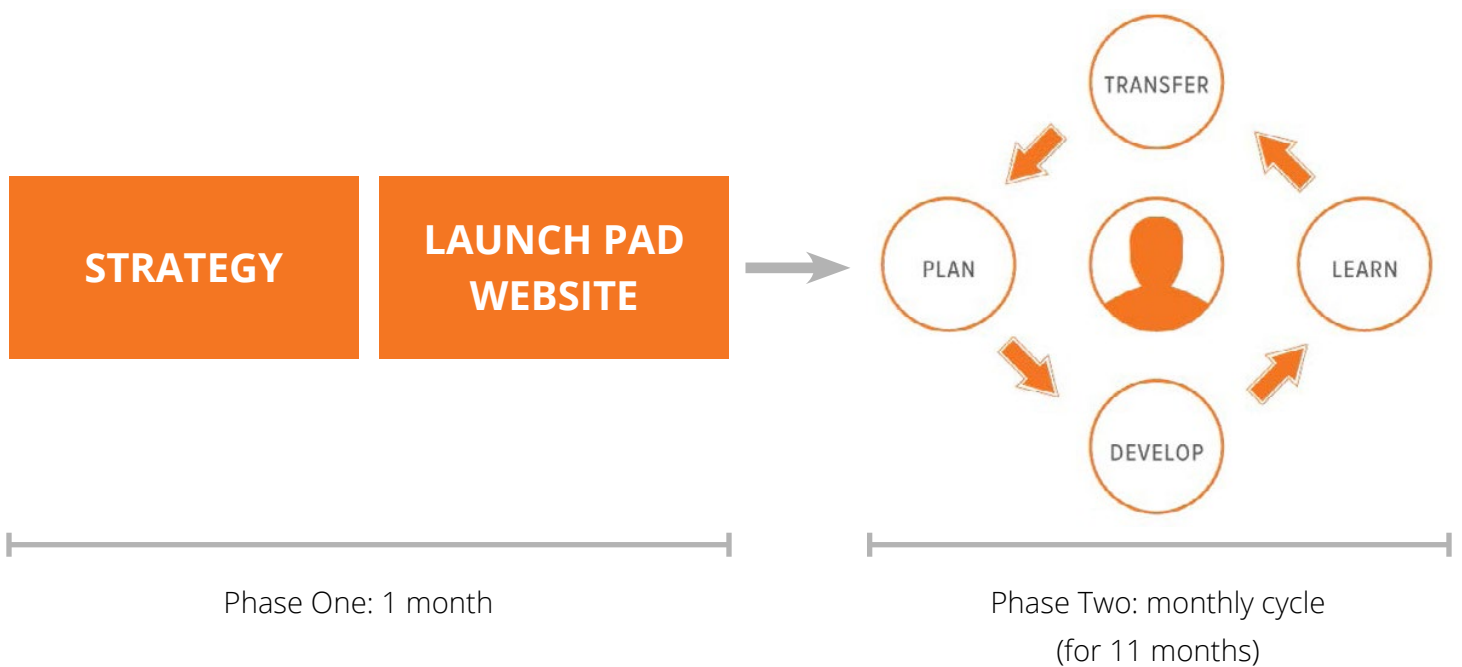 STRATEGY
LAUNCH PAD
WEBSITE
TRANSFER
PLAN
LEARN
DEVELOP
Phase One: 1 month
Phase Two: monthly cycle
(for 11 months)